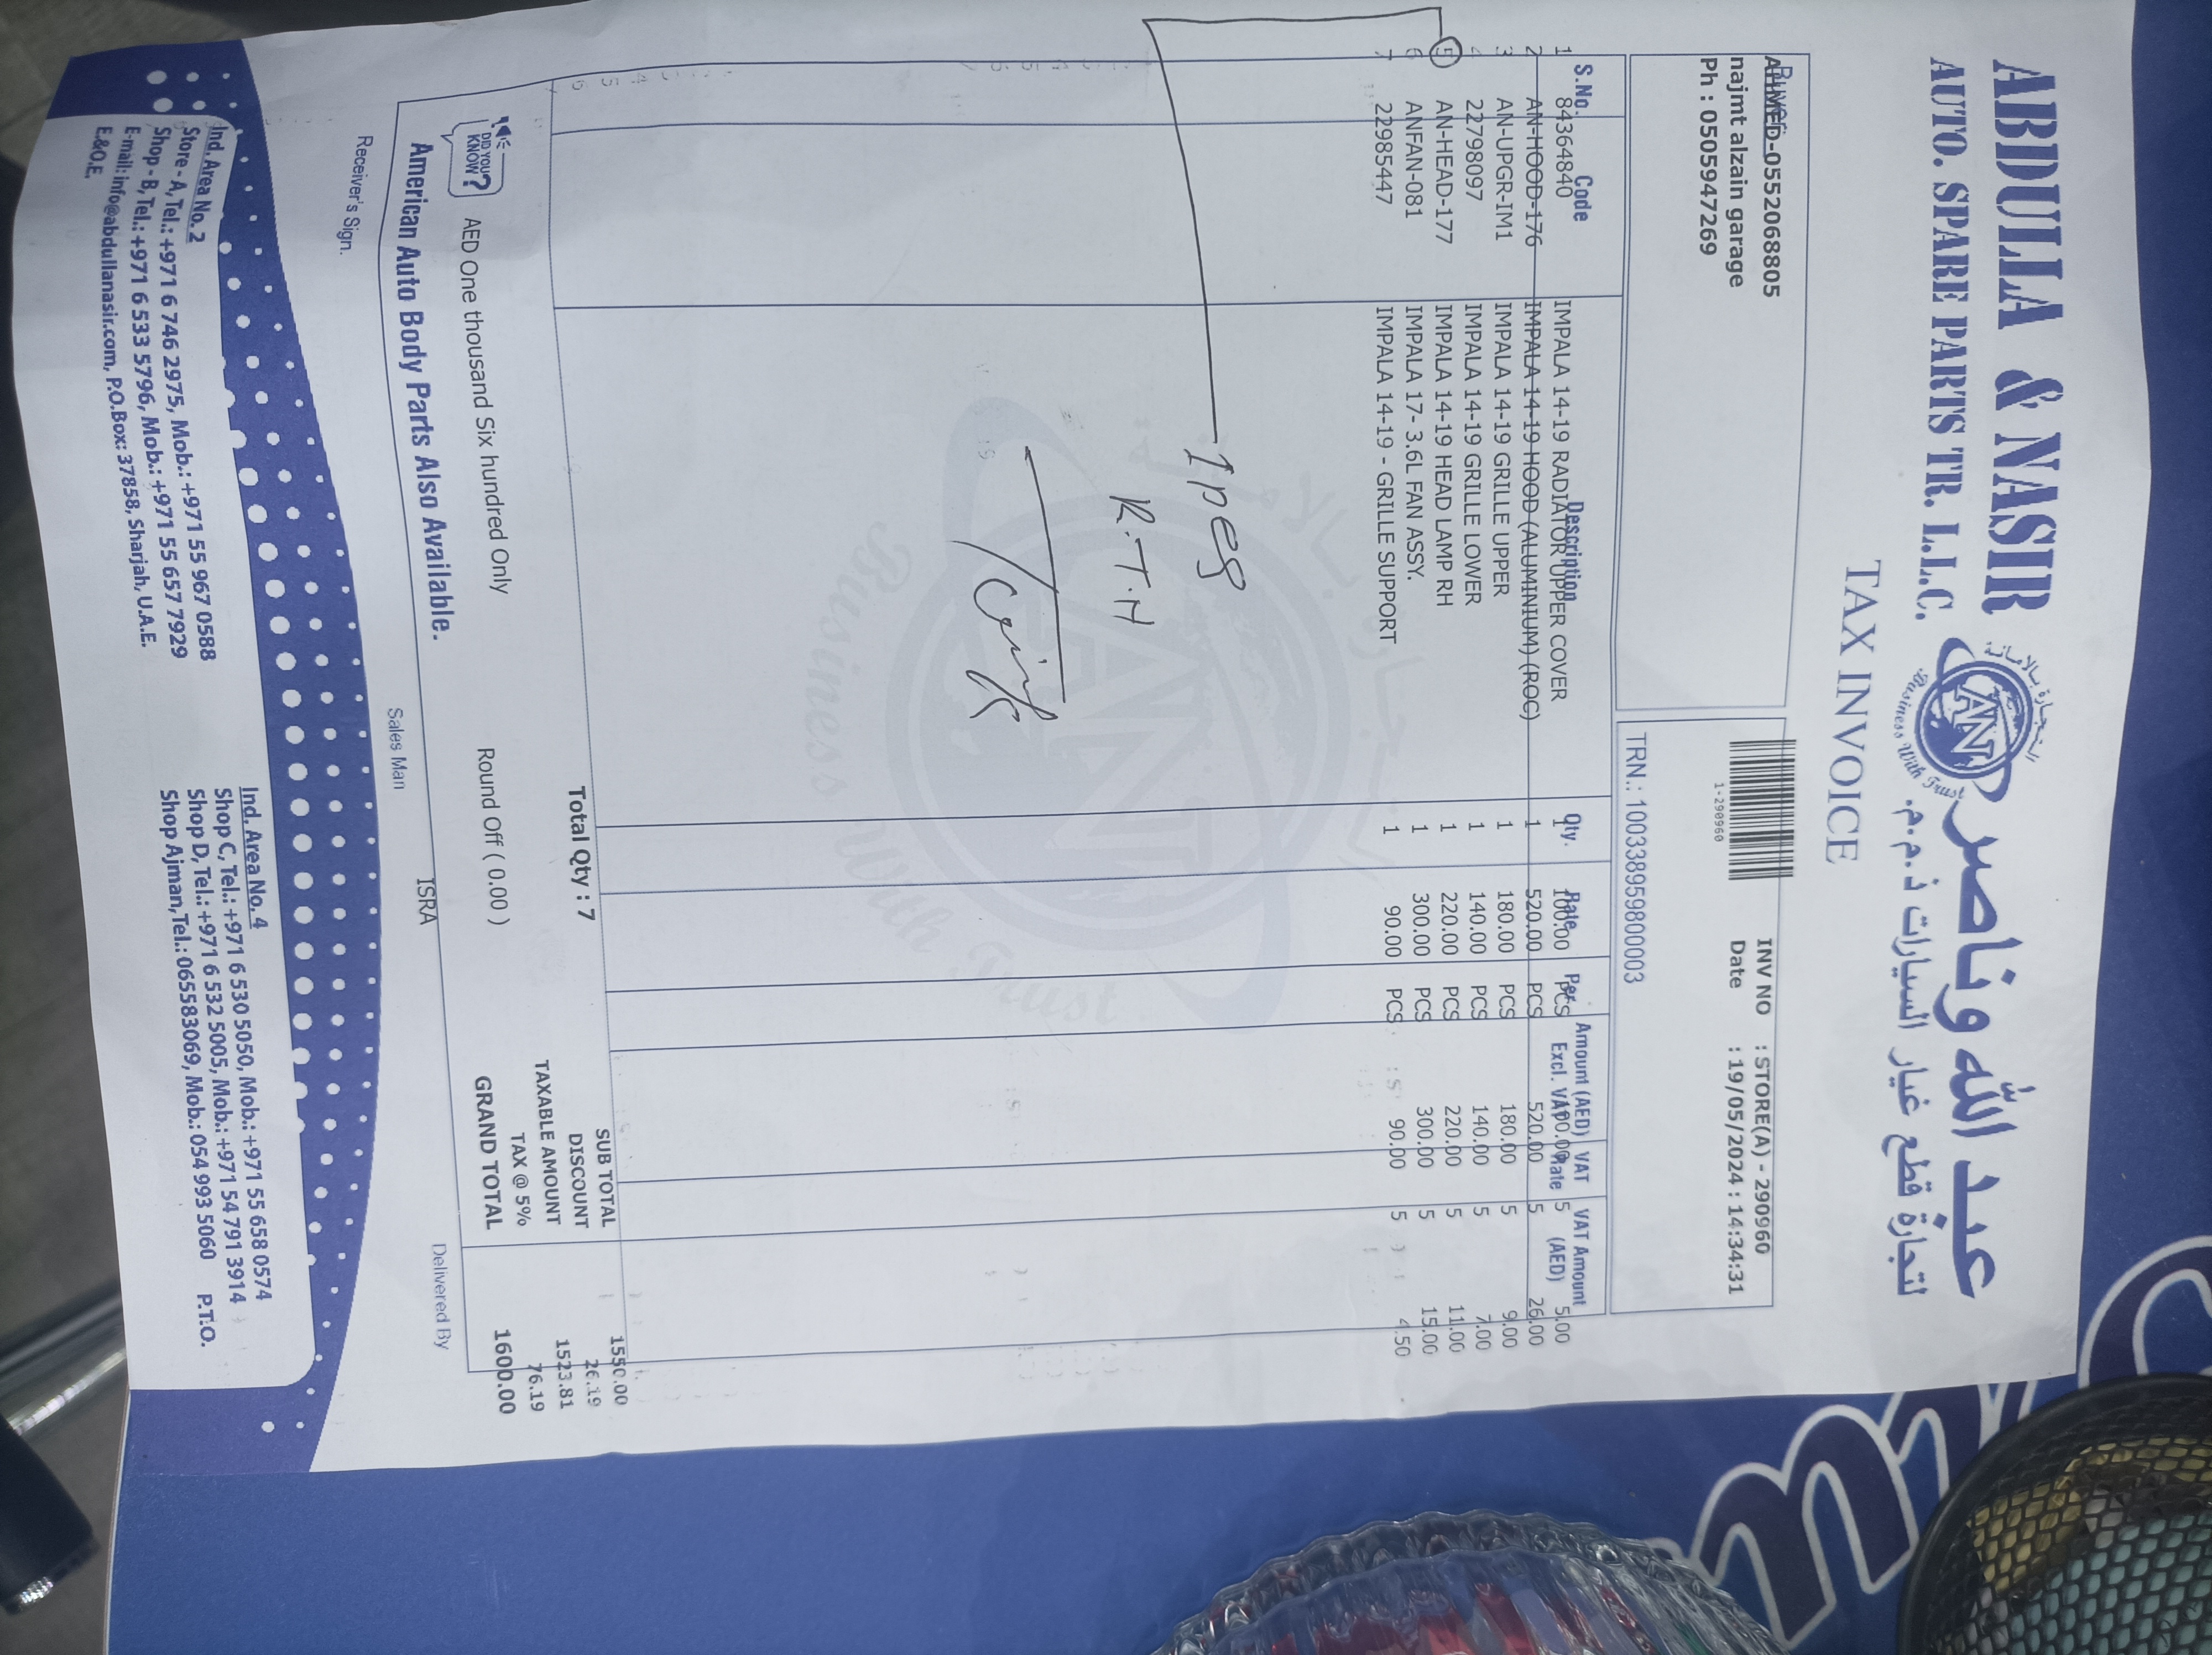 ABDULLA & NASIR
AUTO. SPARE PARTS TR. L.L.C.
عبد الله وناصر
لتجارة قطع غيار السيارات ذ.م.م.
التجارة بالامانة
AN
Business With Trust
TAX INVOICE
Buyer
AHMED-0552068805
najmt alzain garage
Ph : 0505947269
1-290960
INV NO : STORE(A) - 290960
Date : 19/05/2024 : 14:34:31
TRN.: 100338959800003
S.No. Code Description Qty. Rate Per Amount (AED) Excl. VAT VAT Rate VAT Amount (AED)
1 84364840 IMPALA 14-19 RADIATOR UPPER COVER 1 100.00 PCS 100.00 5 5.00
2 AN-HOOD-176 IMPALA 14-19 HOOD (ALUMINIUM) (ROC) 1 520.00 PCS 520.00 5 26.00
3 AN-UPGR-IM1 IMPALA 14-19 GRILLE UPPER 1 180.00 PCS 180.00 5 9.00
4 22798097 IMPALA 14-19 GRILLE LOWER 1 140.00 PCS 140.00 5 7.00
5 AN-HEAD-177 IMPALA 14-19 HEAD LAMP RH 1 220.00 PCS 220.00 5 11.00
6 ANFAN-081 IMPALA 17- 3.6L FAN ASSY. 1 300.00 PCS 300.00 5 15.00
7 22985447 IMPALA 14-19 - GRILLE SUPPORT 1 90.00 PCS 90.00 5 4.50
1 pes
R.T.N
Business With Trust
Total Qty : 7
SUB TOTAL 1550.00
DISCOUNT 26.19
TAXABLE AMOUNT 1523.81
TAX @ 5% 76.19
GRAND TOTAL 1600.00
DID YOU KNOW?
AED One thousand Six hundred Only
Round Off ( 0.00 )
American Auto Body Parts Also Available.
ISRA
Receiver's Sign.
Sales Man
Delivered By
Ind. Area No. 2
Store - A, Tel.: +971 6 746 2975, Mob.: +971 55 967 0588
Shop - B, Tel.: +971 6 533 5796, Mob.: +971 55 657 7929
E-mail: info@abdullanasir.com, P.O.Box: 37858, Sharjah, U.A.E.
E.&O.E.
Ind. Area No. 4
Shop C, Tel.: +971 6 530 5050, Mob.: +971 55 658 0574
Shop D, Tel.: +971 6 532 5005, Mob.: +971 54 791 3914
Shop Ajman, Tel.: 065583069, Mob.: 054 993 5060
P.T.O.